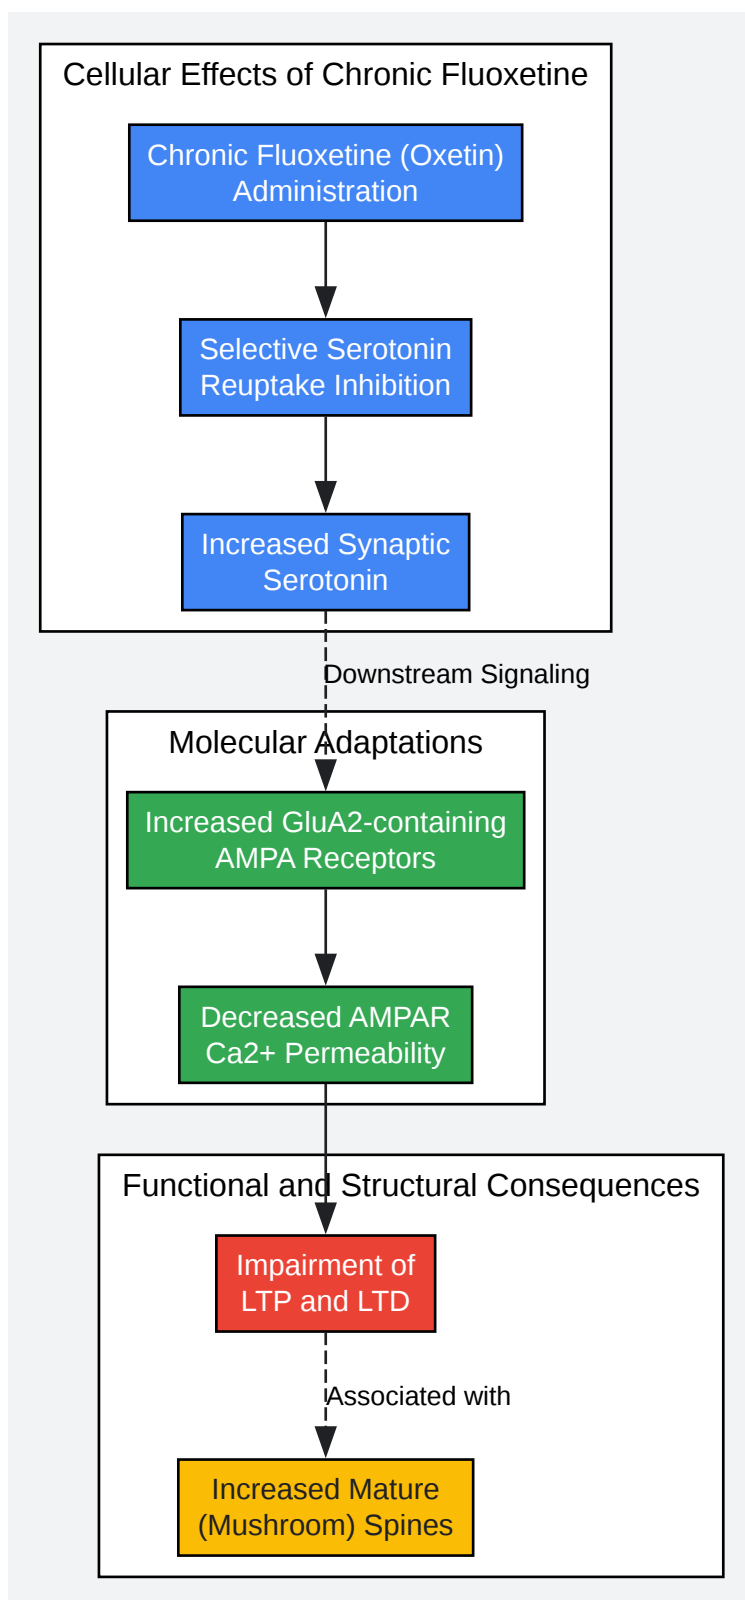 Cellular Effects of Chronic Fluoxetine
Chronic Fluoxetine (Oxetin)
Administration
Selective Serotonin
Reuptake Inhibition
Increased Synaptic
Serotonin
Downstream Signaling
Molecular Adaptations
Increased GluA2-containing
AMPA Receptors
Decreased AMPAR
Ca2+ Permeability
Functional and Structural Consequences
Impairment of
LTP and LTD
Associated with
Increased Mature
(Mushroom) Spines